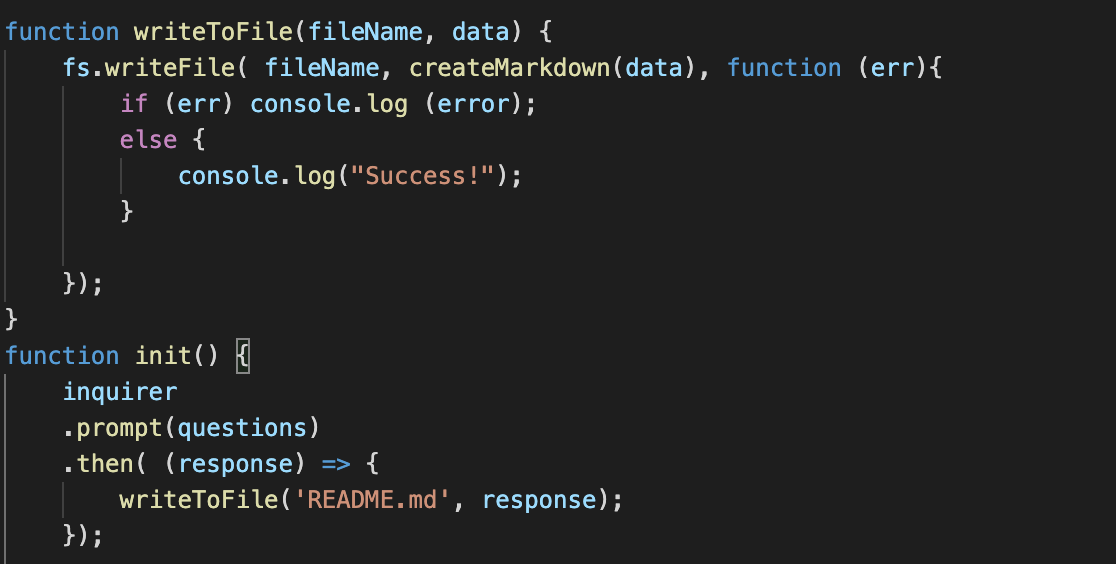 function writeToFile(fileName, data) {
    fs.writeFile( fileName, createMarkdown(data), function (err){
        if (err) console.log (error);
        else {
            console.log("Success!");
        }

    });
}
function init() {
    inquirer
    .prompt(questions)
    .then( (response) => {
        writeToFile('README.md', response);
    });